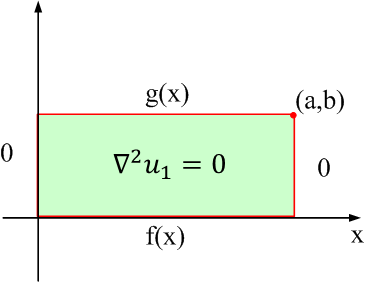 g(x)
(a,b)
0
∇²u₁ = 0
0
f(x)
x